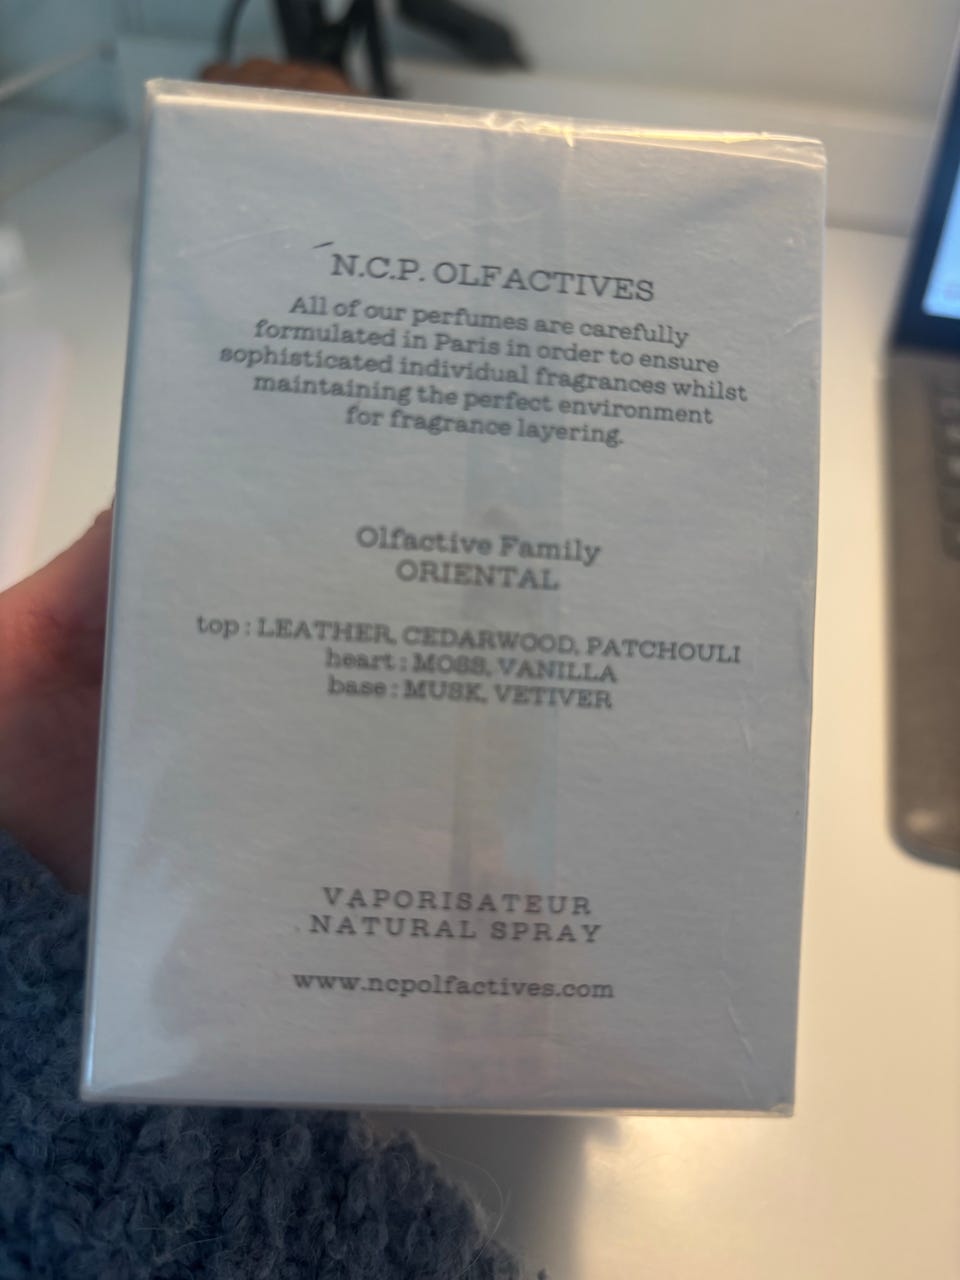 N.C.P. OLFACTIVES
All of our perfumes are carefully
formulated in Paris in order to ensure
sophisticated individual fragrances whilst
maintaining the perfect environment
for fragrance layering.
Olfactive Family
ORIENTAL
top : LEATHER, CEDARWOOD, PATCHOULI
heart : MOSS, VANILLA
base : MUSK, VETIVER
VAPORISATEUR
NATURAL SPRAY
www.ncpolfactives.com